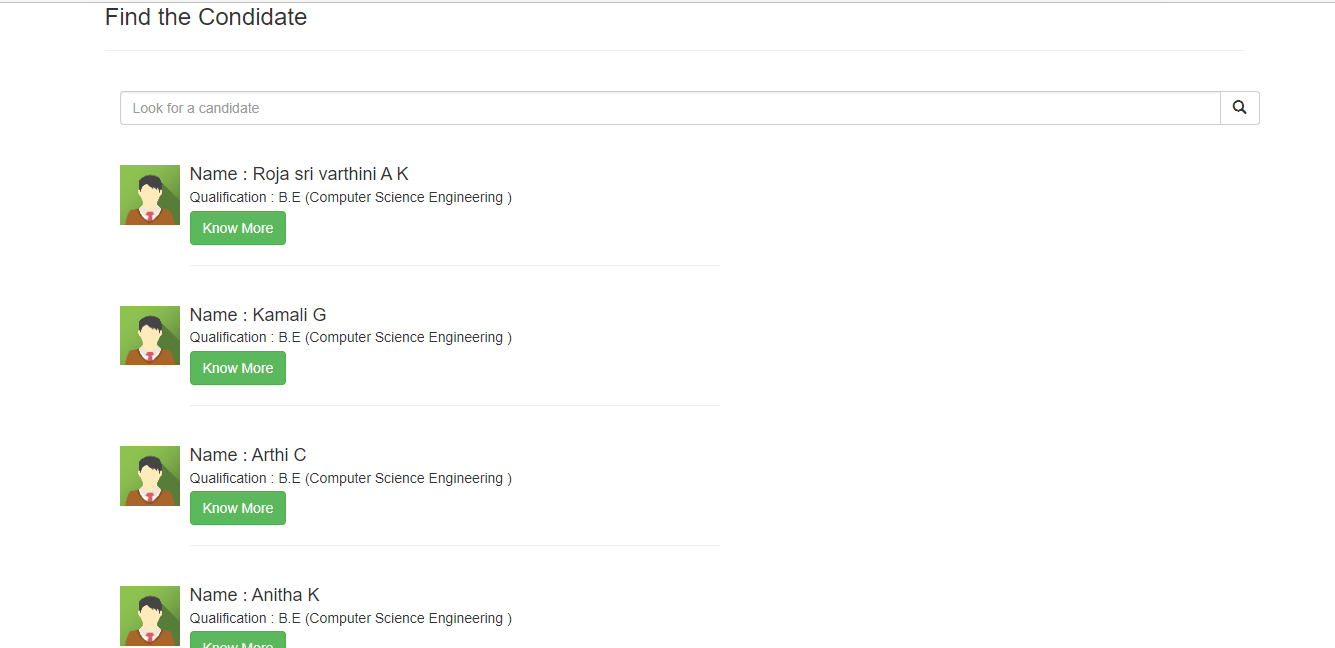 Find the Condidate
Look for a candidate
Name : Roja sri varthini A K
Qualification : B.E (Computer Science Engineering )
Know More
Name : Kamali G
Qualification : B.E (Computer Science Engineering )
Know More
Name : Arthi C
Qualification : B.E (Computer Science Engineering )
Know More
Name : Anitha K
Qualification : B.E (Computer Science Engineering )
Know More